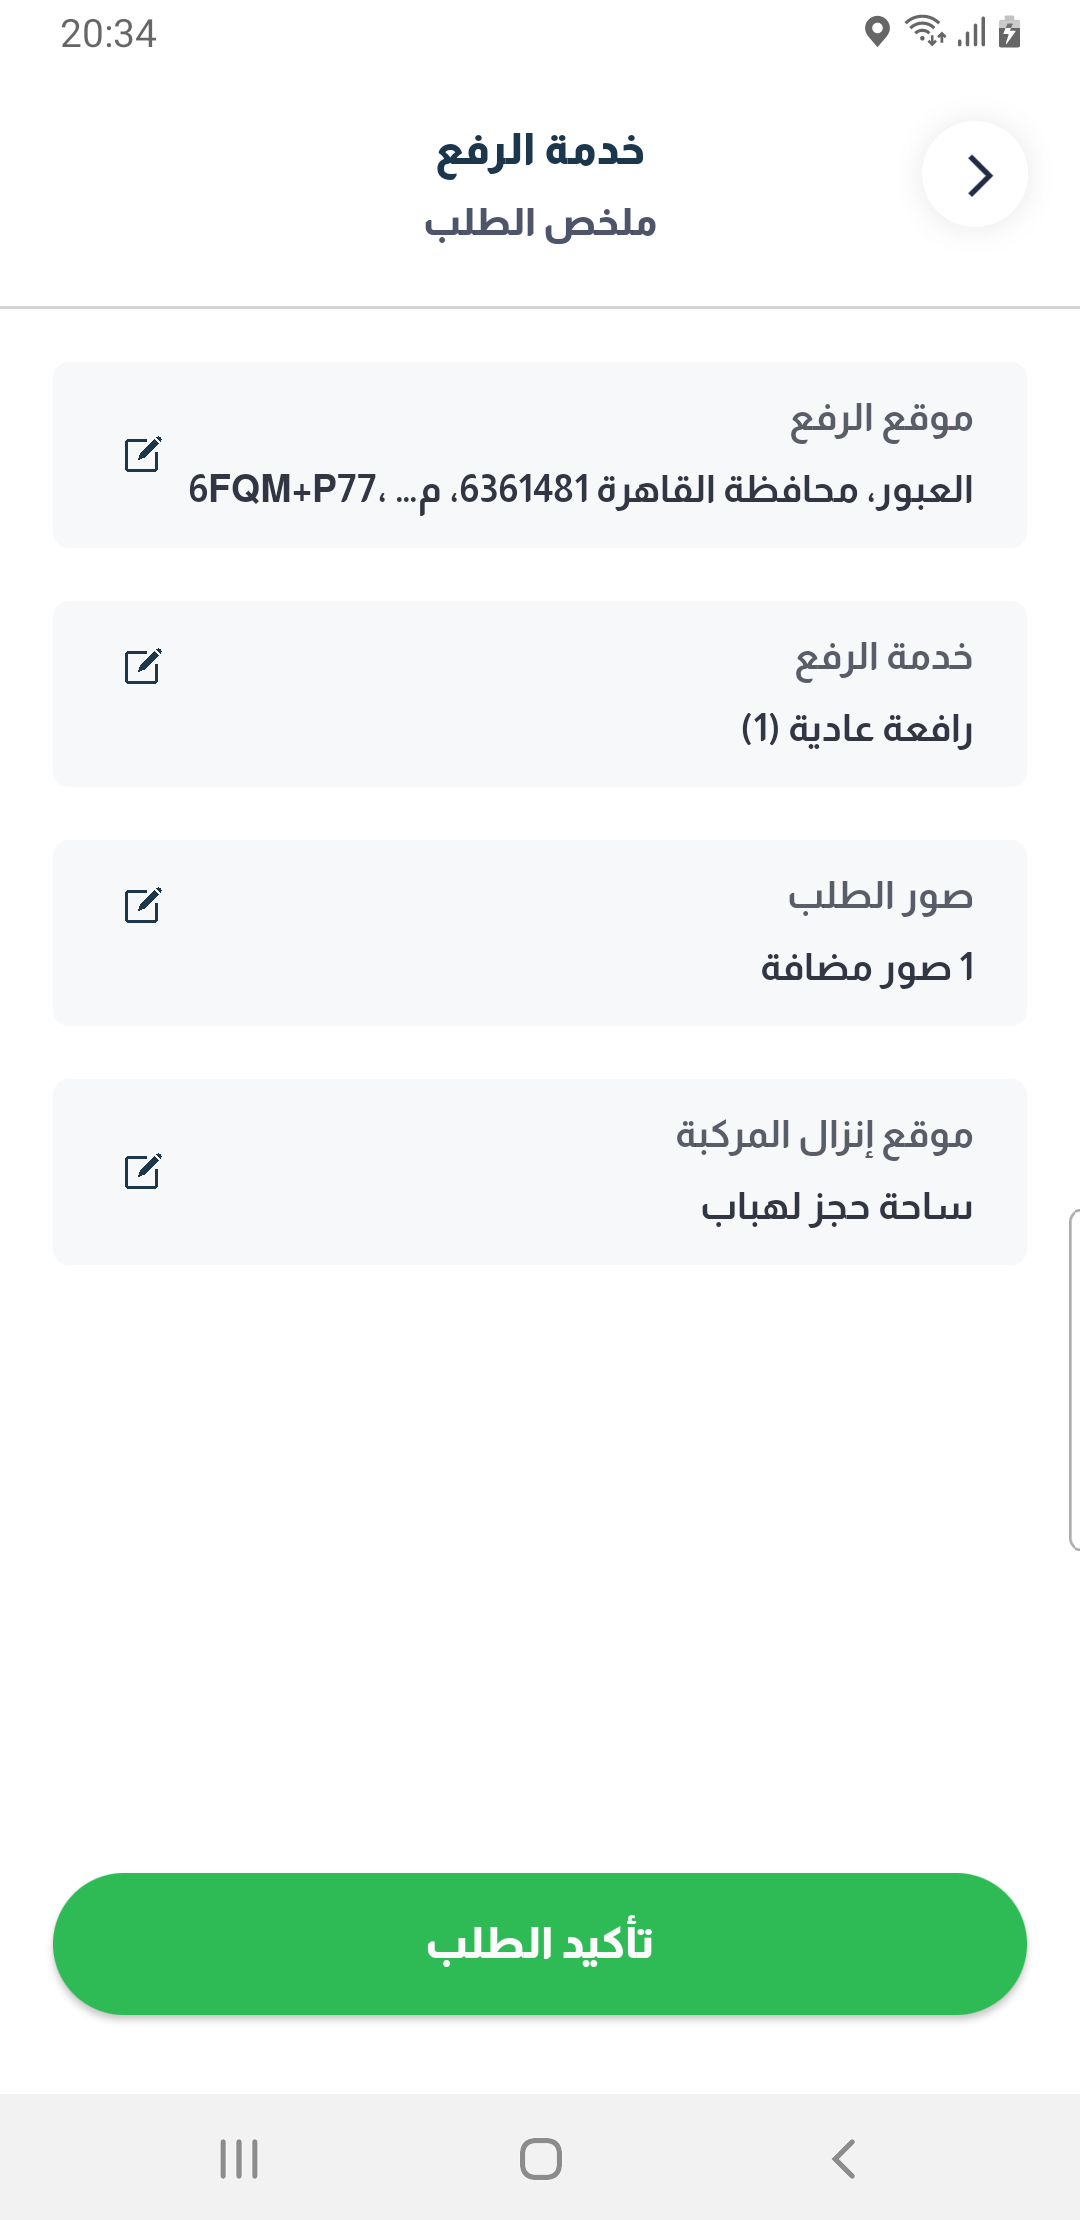 20:34
خدمة الرفع
ملخص الطلب
موقع الرفع
العبور، محافظة القاهرة 6361481، م... ،6FQM+P77
خدمة الرفع
رافعة عادية (1)
صور الطلب
1 صور مضافة
موقع إنزال المركبة
ساحة حجز لهباب
تأكيد الطلب